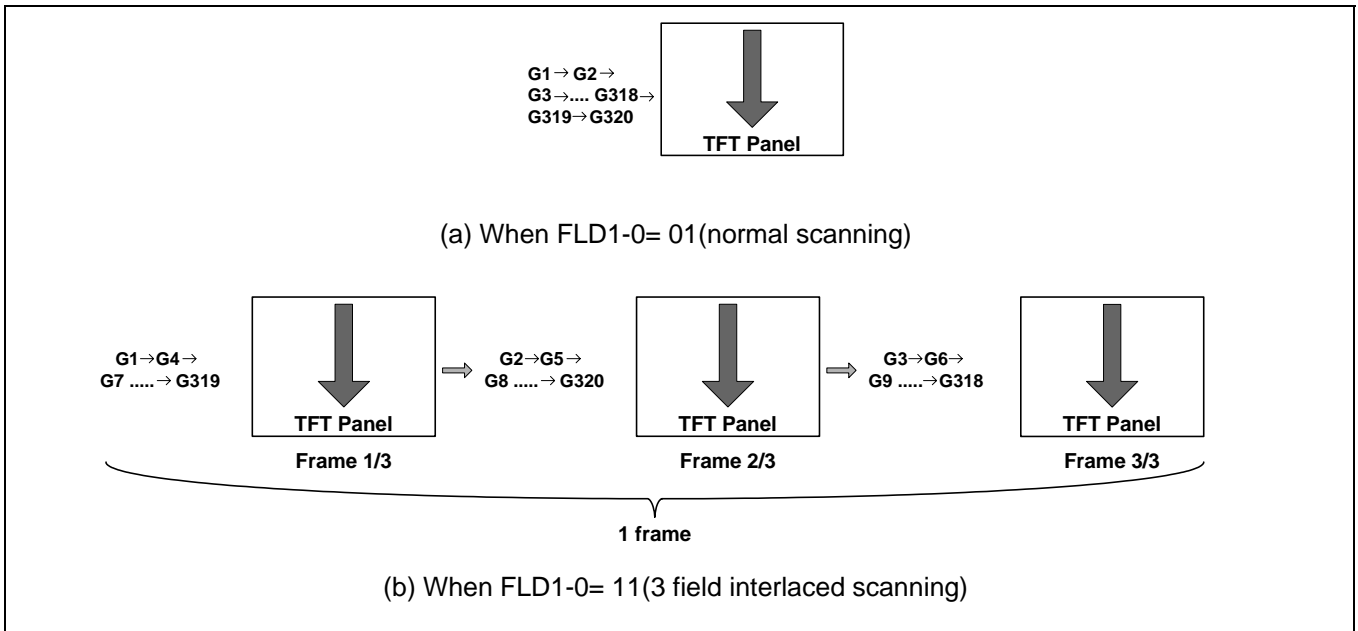 G1→ G2→
G3→.... G318→
G319→G320
TFT Panel
(a) When FLD1-0= 01(normal scanning)
G1→G4→
G7 .....→ G319
TFT Panel
Frame 1/3
G2→G5→
G8 .....→ G320
TFT Panel
Frame 2/3
G3→G6→
G9 .....→G318
TFT Panel
Frame 3/3
1 frame
(b) When FLD1-0= 11(3 field interlaced scanning)